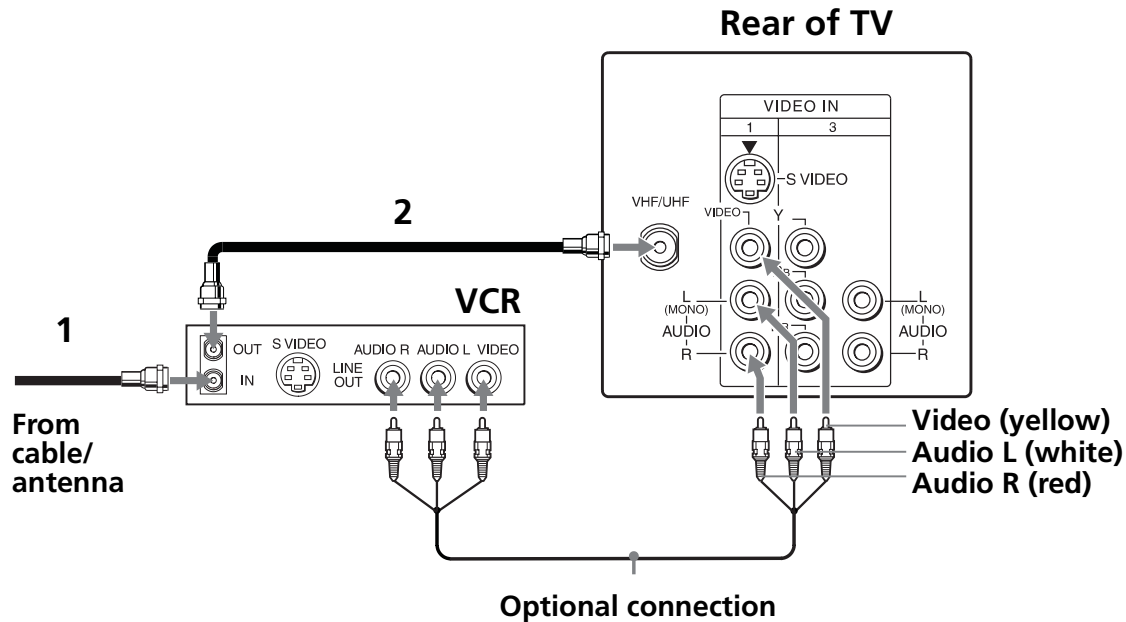 Rear of TV
VIDEO IN
1
3
S VIDEO
VHF/UHF
VIDEO
Y
B
L
(MONO)
AUDIO
R
R
L
(MONO)
AUDIO
R
2
VCR
1
OUT
IN
S VIDEO
LINE
OUT
AUDIO R
AUDIO L
VIDEO
From
cable/
antenna
Video (yellow)
Audio L (white)
Audio R (red)
Optional connection